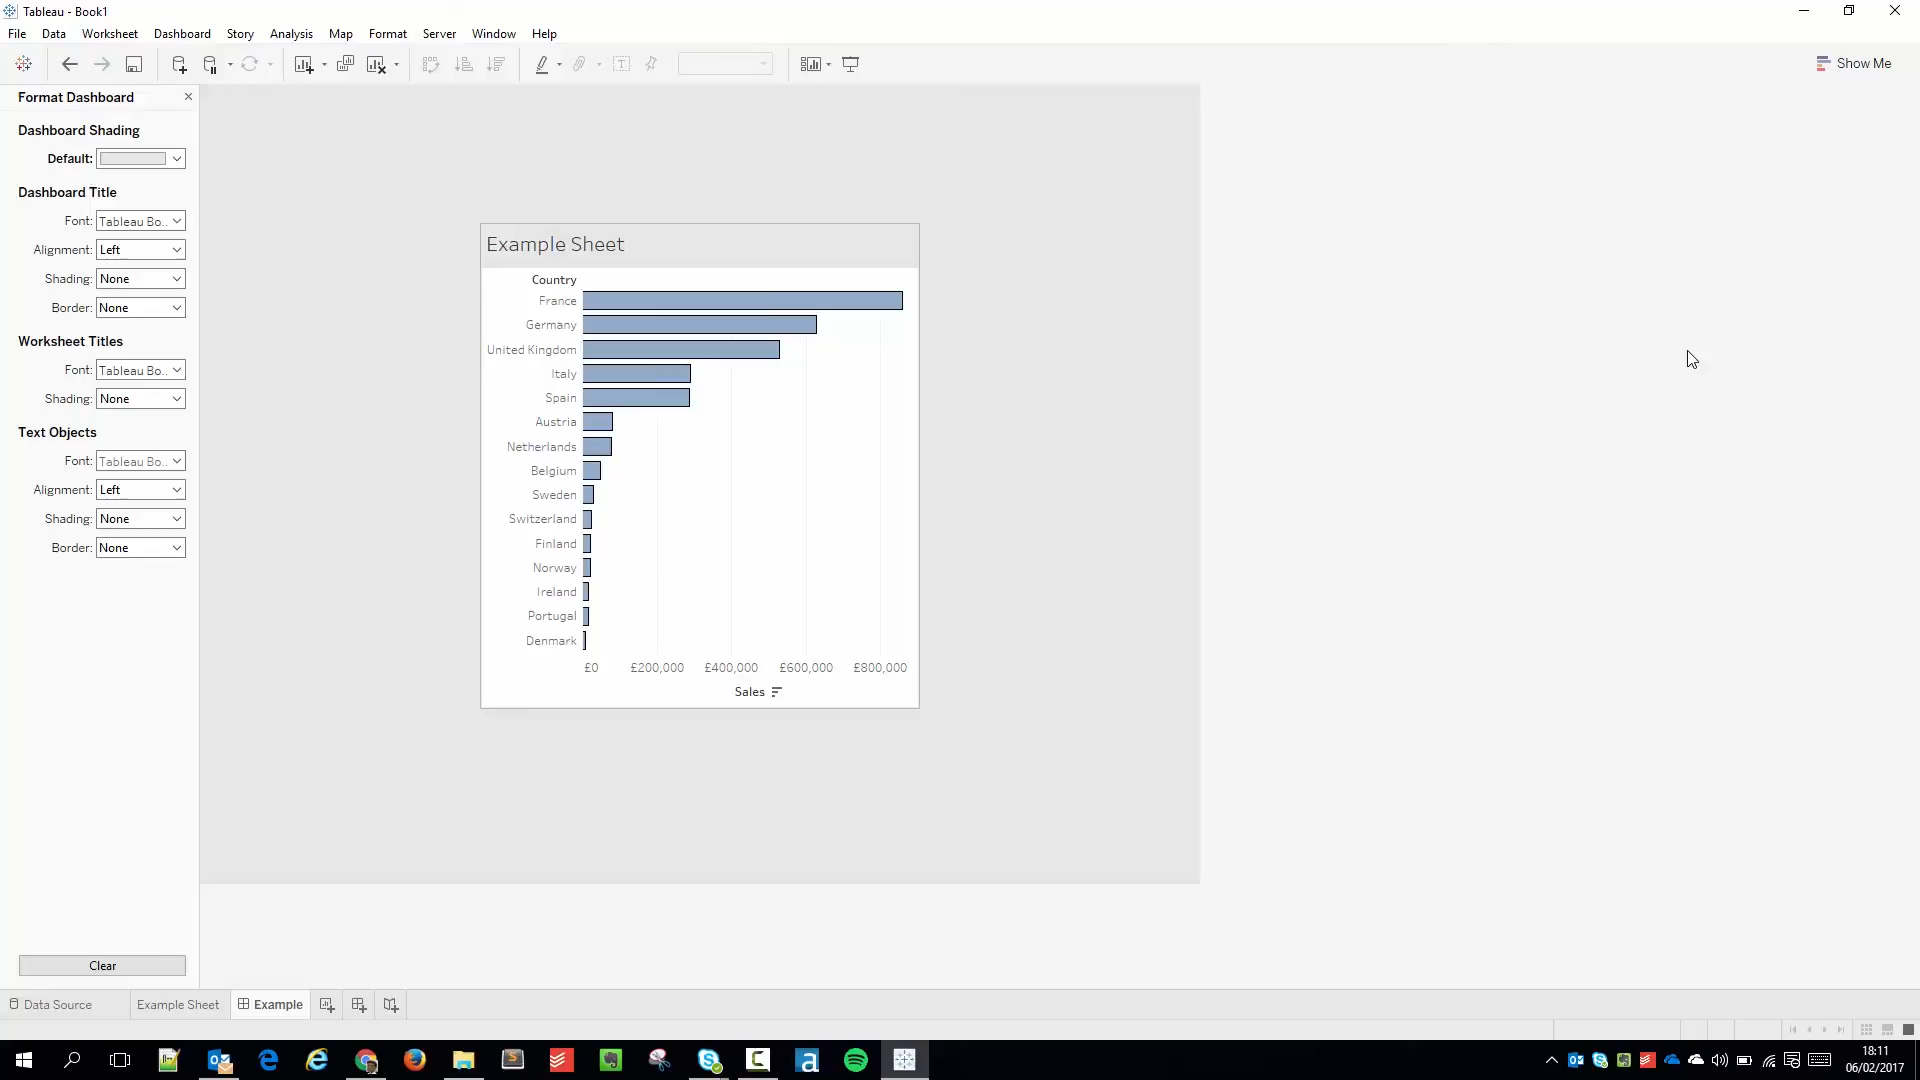 Tableau - Book1
File Data Worksheet Dashboard Story Analysis Map Format Server Window Help
Show Me
Format Dashboard
Dashboard Shading
Default:
Dashboard Title
Font: Tableau Bo..
Alignment: Left
Shading: None
Border: None
Worksheet Titles
Font: Tableau Bo..
Shading: None
Text Objects
Font: Tableau Bo..
Alignment: Left
Shading: None
Border: None
Clear
Example Sheet
Country
France
Germany
United Kingdom
Italy
Spain
Austria
Netherlands
Belgium
Sweden
Switzerland
Finland
Norway
Ireland
Portugal
Denmark
£0 £200,000 £400,000 £600,000 £800,000
Sales
Data Source Example Sheet Example
18:11
06/02/2017